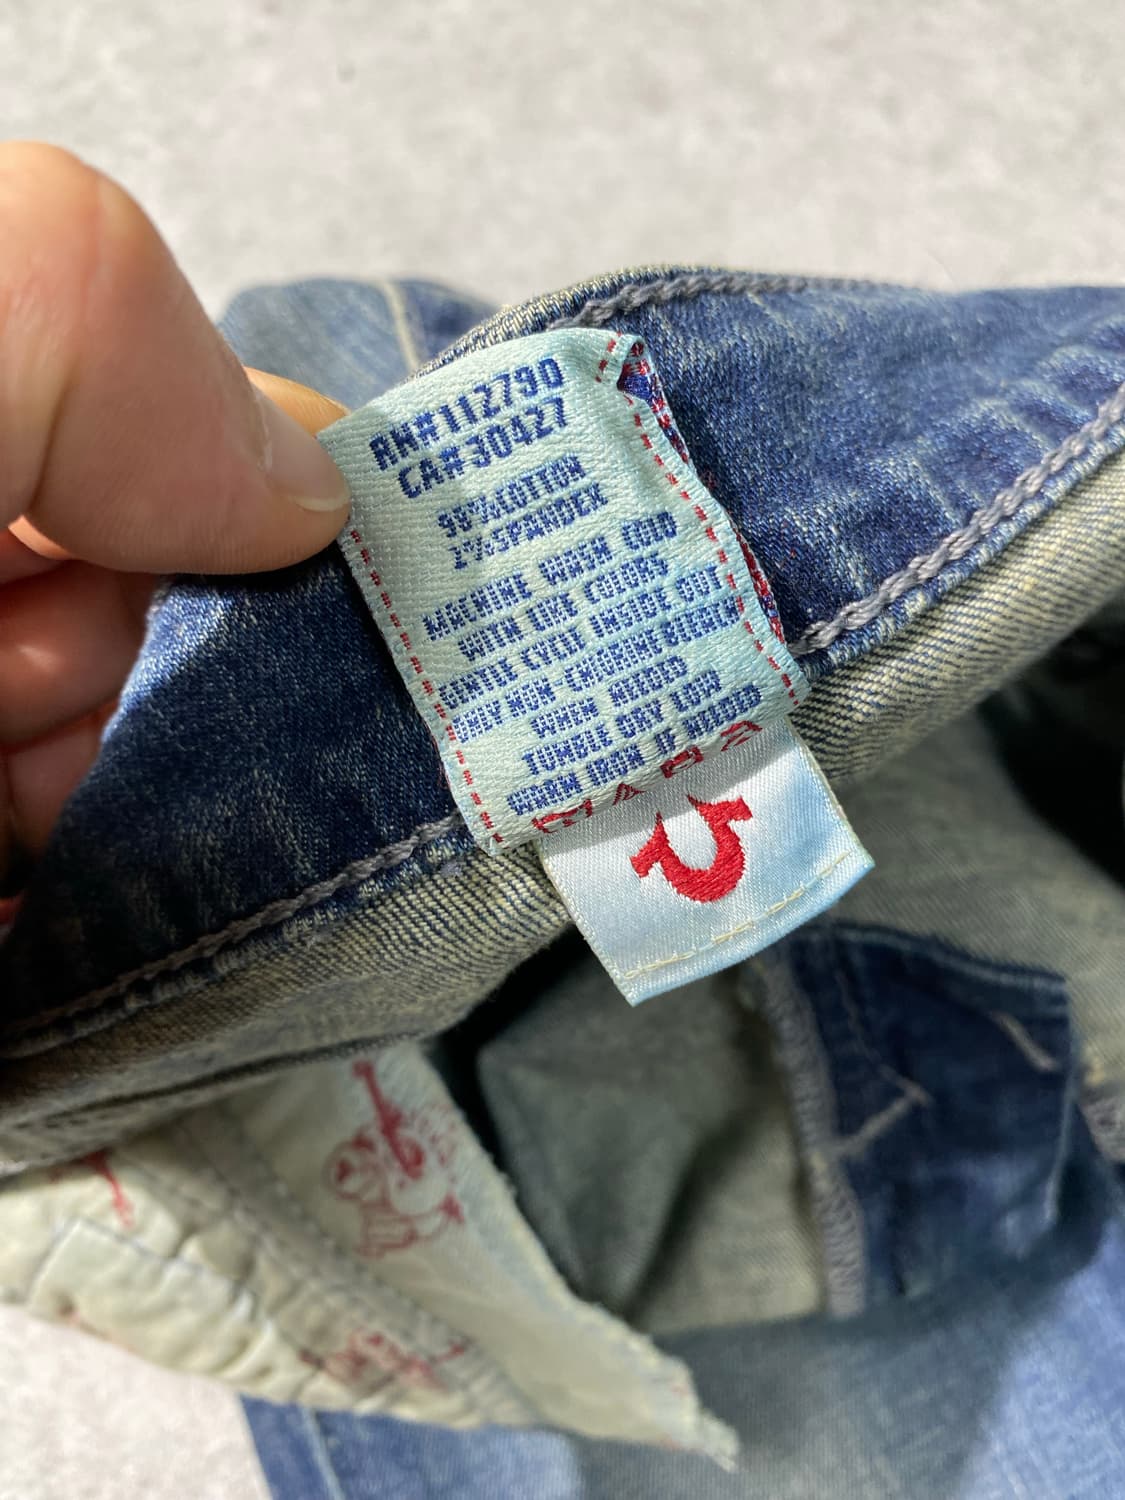 RN#112790
CA#30427
98%COTTON
2%SPANDEX
MACHINE WASH COLD
WITH LIKE COLORS
GENTLE CYCLE INSIDE OUT
ONLY NON-CHLORINE BLEACH
WHEN NEEDED
TUMBLE DRY LOW
WARM IRON IF NEEDED